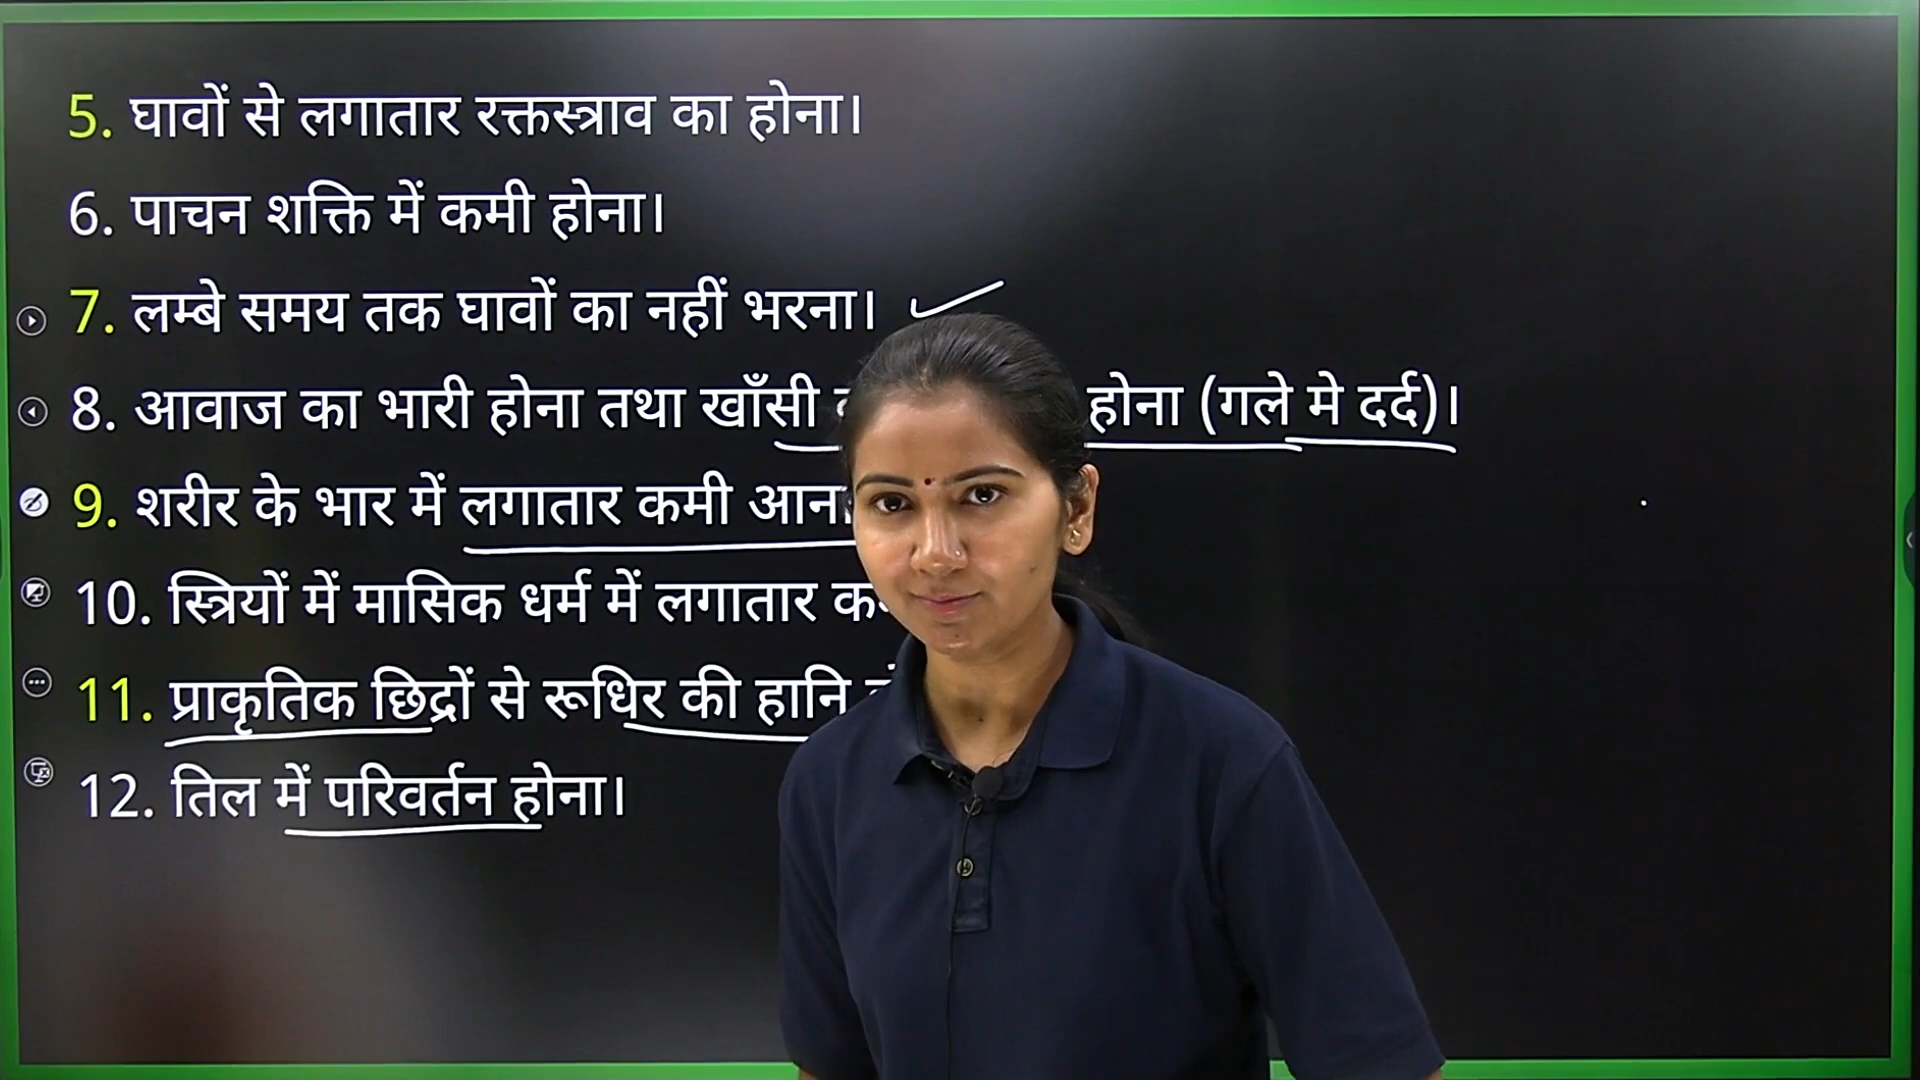 5. घावों से लगातार रक्तस्त्राव का होना।
6. पाचन शक्ति में कमी होना।
7. लम्बे समय तक घावों का नहीं भरना।
8. आवाज का भारी होना तथा खाँसी होना (गले मे दर्द)।
9. शरीर के भार में लगातार कमी आना
10. स्त्रियों में मासिक धर्म में लगातार
11. प्राकृतिक छिद्रों से रूधिर की हानि
12. तिल में परिवर्तन होना।